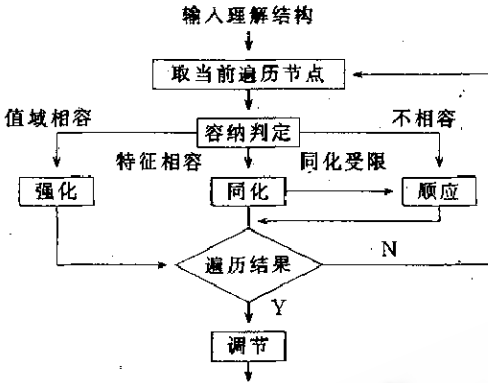 输入理解结构
取当前遍历节点
值域相容
容纳判定
不相容
特征相容
同化受限
强化
同化
顺应
遍历结果
N
Y
调节